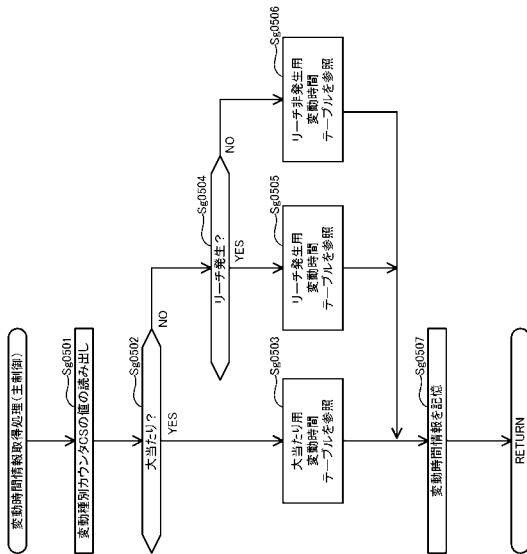 変動時間情報取得処理(主制御)
Sg0501
変動種別カウンタCSの値の読み出し
Sg0502
大当たり?
NO
YES
Sg0504
リーチ発生?
NO
YES
Sg0503
大当たり用
変動時間
テーブルを参照
Sg0505
リーチ発生用
変動時間
テーブルを参照
Sg0506
リーチ非発生用
変動時間
テーブルを参照
Sg0507
変動時間情報を記憶
RETURN